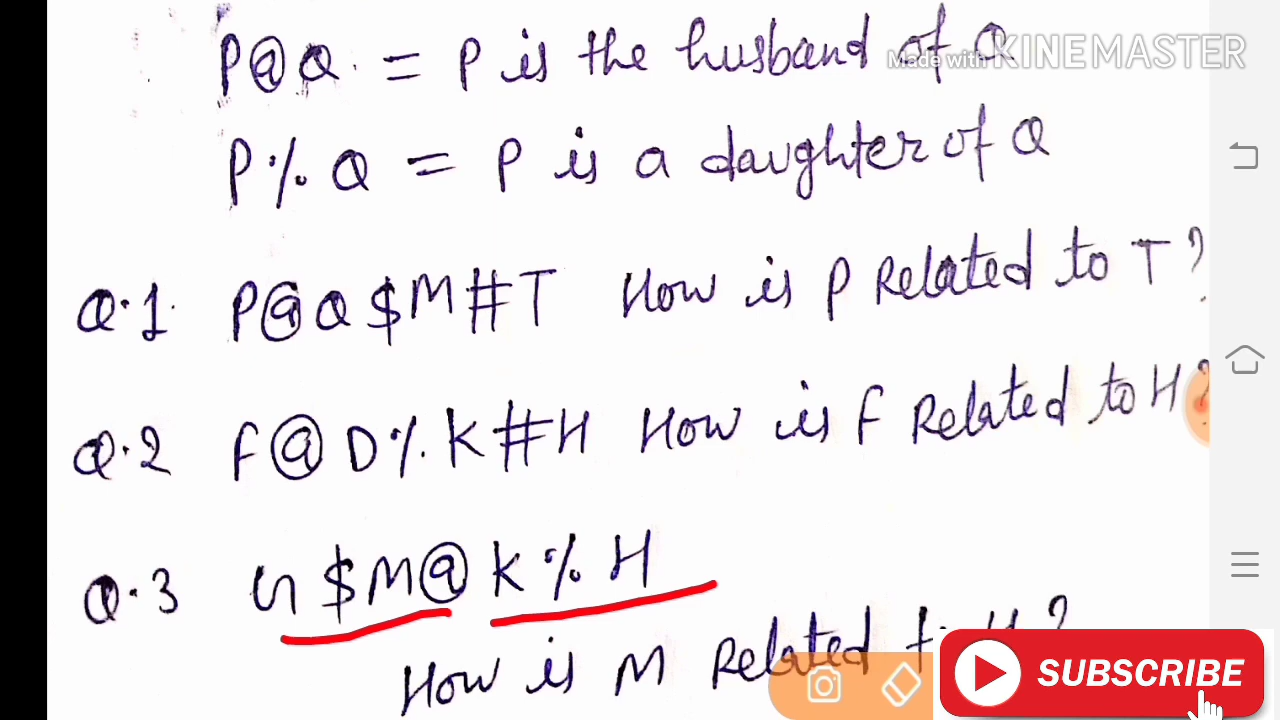 P@Q = P is the husband of Q
Made with KINEMASTER
P % Q = P is a daughter of Q
Q.1 P@Q $ M # T How is P Related to T ?
Q.2 F @ D % K # H How is F Related to H ?
Q.3 G $ M @ K % H
How is M Related to H ?
SUBSCRIBE